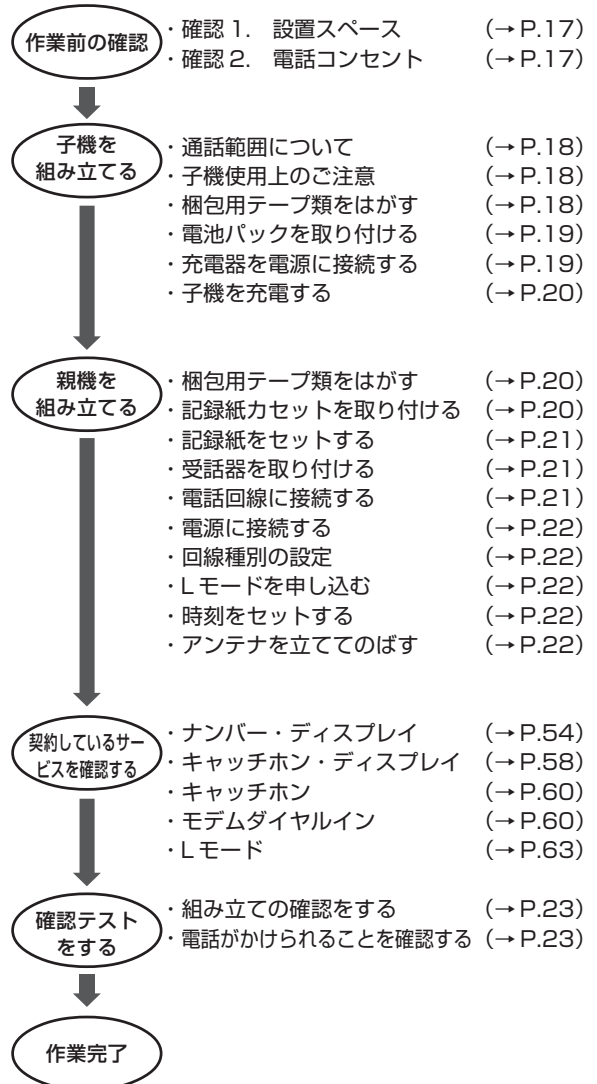 作業前の確認
・確認 1.　設置スペース　（→ P.17）
・確認 2.　電話コンセント　（→ P.17）
子機を
組み立てる
・通話範囲について　（→ P.18）
・子機使用上のご注意　（→ P.18）
・梱包用テープ類をはがす　（→ P.18）
・電池パックを取り付ける　（→ P.19）
・充電器を電源に接続する　（→ P.19）
・子機を充電する　（→ P.20）
親機を
組み立てる
・梱包用テープ類をはがす　（→ P.20）
・記録紙カセットを取り付ける　（→ P.20）
・記録紙をセットする　（→ P.21）
・受話器を取り付ける　（→ P.21）
・電話回線に接続する　（→ P.21）
・電源に接続する　（→ P.22）
・回線種別の設定　（→ P.22）
・L モードを申し込む　（→ P.22）
・時刻をセットする　（→ P.22）
・アンテナを立ててのばす　（→ P.22）
契約しているサー
ビスを確認する
・ナンバー・ディスプレイ　（→ P.54）
・キャッチホン・ディスプレイ　（→ P.58）
・キャッチホン　（→ P.60）
・モデムダイヤルイン　（→ P.60）
・L モード　（→ P.63）
確認テスト
をする
・組み立ての確認をする　（→ P.23）
・電話がかけられることを確認する　（→ P.23）
作業完了